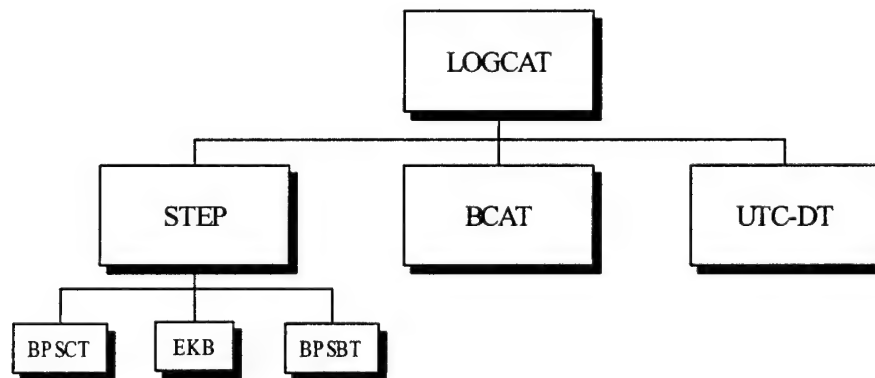 LOGCAT
STEP
BCAT
UTC-DT
BPSCT
EKB
BPSBT